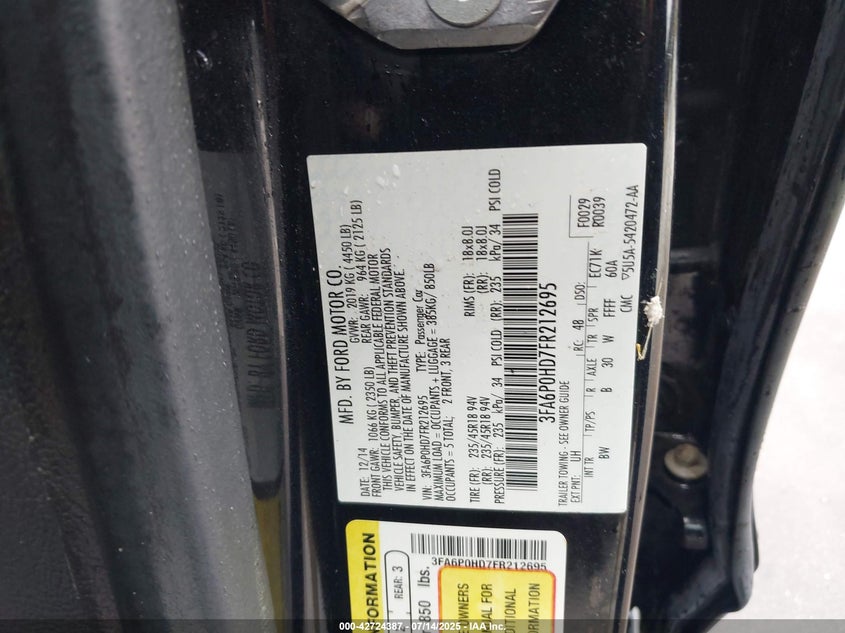 MFD. BY FORD MOTOR CO.
DATE: 12/14 GVWR: 2019 KG ( 4450 LB)
FRONT GAWR: 1066 KG ( 2350 LB) REAR GAWR: 964 KG ( 2125 LB)
THIS VEHICLE CONFORMS TO ALL APPLICABLE FEDERAL MOTOR
VEHICLE SAFETY, BUMPER, AND THEFT PREVENTION STANDARDS
IN EFFECT ON THE DATE OF MANUFACTURE SHOWN ABOVE.
VIN: 3FA6P0HD7FR212695 TYPE: Passenger Car
MAXIMUM LOAD = OCCUPANTS + LUGGAGE = 385KG/ 850LB
OCCUPANTS = 5 TOTAL; 2 FRONT, 3 REAR
TIRE (FR): 235/45R18 94V RIMS (FR): 18x8.0J
(RR): 235/45R18 94V (RR): 18x8.0J
PRESSURE (FR): 235 kPa/ 34 PSI COLD (RR): 235 kPa/ 34 PSI COLD
3FA6P0HD7FR212695
TRAILER TOWING - SEE OWNER GUIDE
F0029
R0039
EXT PNT: UH RC: 48 DSO: EC71K
INT TR TP/PS R AXLE TR SPR
BW B 30 W FFFF 60A
CMC ▽5U5A-5420472-AA
REAR: 3
850 lbs.
3FA6P0HD7FR212695
000-42724387 - 07/14/2025 - IAA Inc.